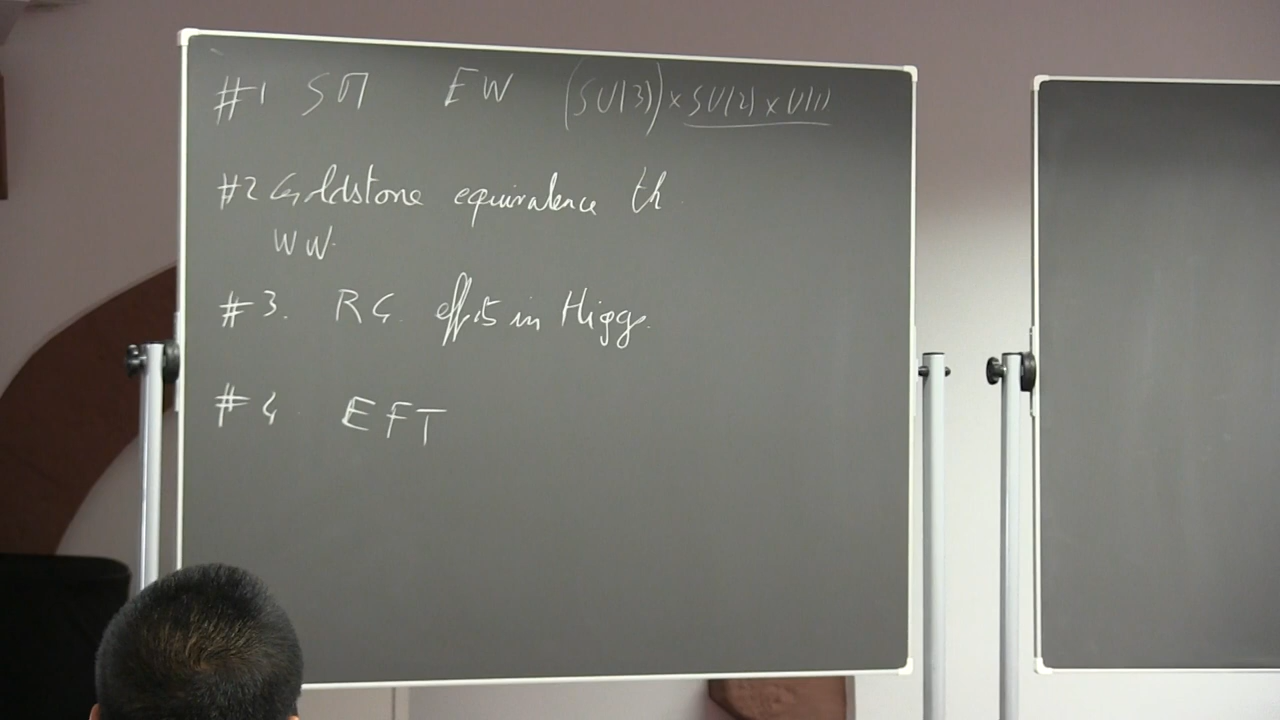 #1 SM EW (SU(3)) × SU(2) × U(1)
#2 Goldstone equivalence th.
WW.
#3. RG. effects in Higgs.
#4. EFT